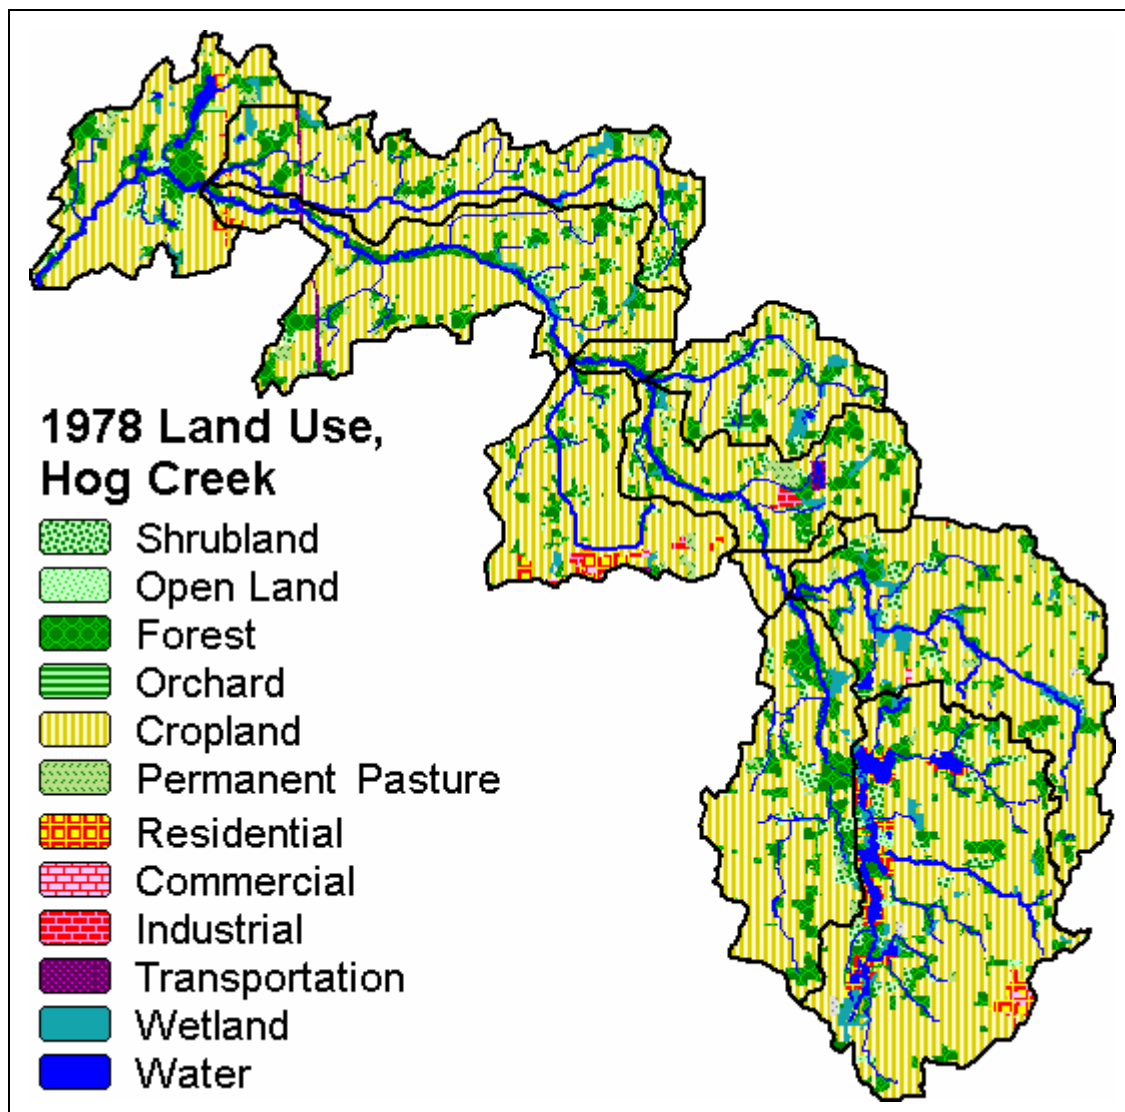 1978 Land Use,
Hog Creek
Shrubland
Open Land
Forest
Orchard
Cropland
Permanent Pasture
Residential
Commercial
Industrial
Transportation
Wetland
Water